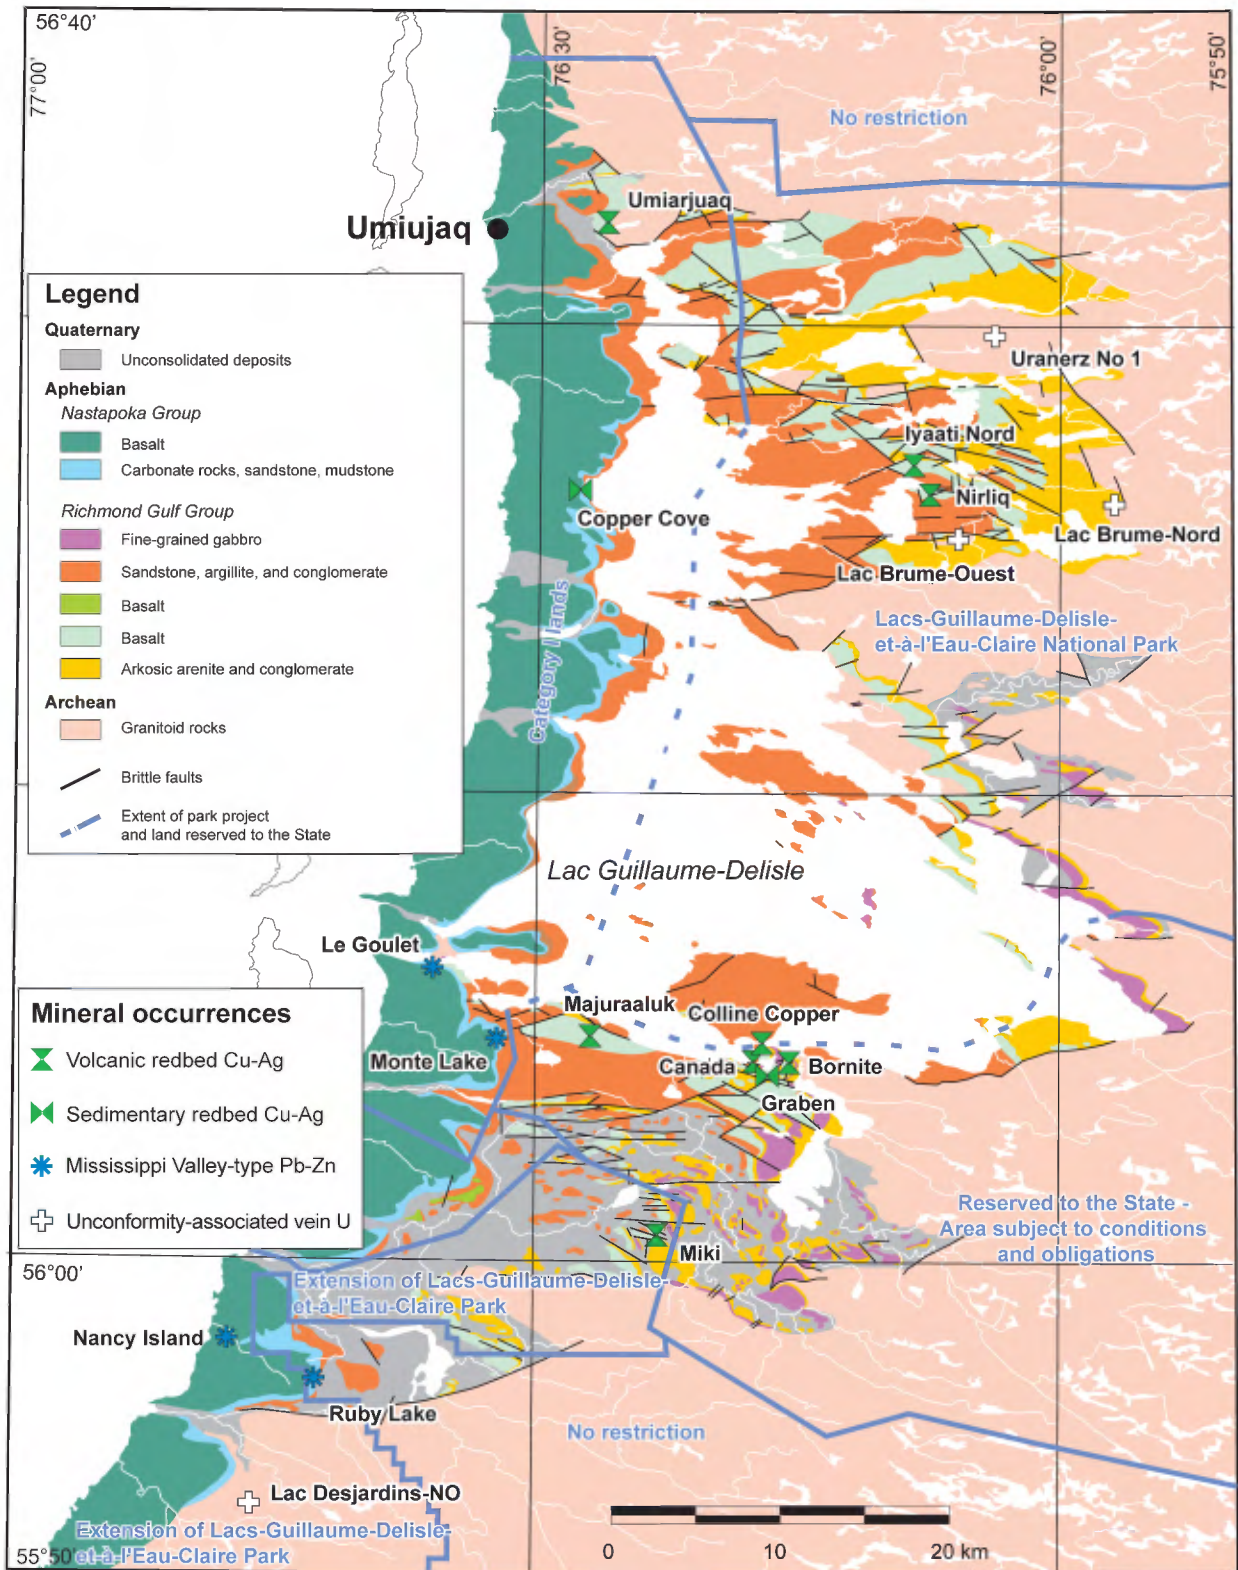 56°40'
77°00'
76°30'
76°00'
75°50'
No restriction
Umiarjuaq
Umiujaq
Legend
Quaternary
Unconsolidated deposits
Aphebian
Nastapoka Group
Basalt
Carbonate rocks, sandstone, mudstone
Richmond Gulf Group
Fine-grained gabbro
Sandstone, argillite, and conglomerate
Basalt
Basalt
Arkosic arenite and conglomerate
Archean
Granitoid rocks
Brittle faults
Extent of park project
and land reserved to the State
Uranerz No 1
Iyaati Nord
Nirliq
Copper Cove
Lac Brume-Nord
Lac Brume-Ouest
Category I lands
Lacs-Guillaume-Delisle-
et-à-l'Eau-Claire National Park
Lac Guillaume-Delisle
Le Goulet
Majuraaluk
Colline Copper
Monte Lake
Canada
Bornite
Graben
Mineral occurrences
Volcanic redbed Cu-Ag
Sedimentary redbed Cu-Ag
Mississippi Valley-type Pb-Zn
Unconformity-associated vein U
Reserved to the State -
Area subject to conditions
and obligations
Miki
56°00'
Extension of Lacs-Guillaume-Delisle-
et-à-l'Eau-Claire Park
Nancy Island
Ruby Lake
No restriction
Lac Desjardins-NO
Extension of Lacs-Guillaume-Delisle-
et-à-l'Eau-Claire Park
55°50'
0 10 20 km